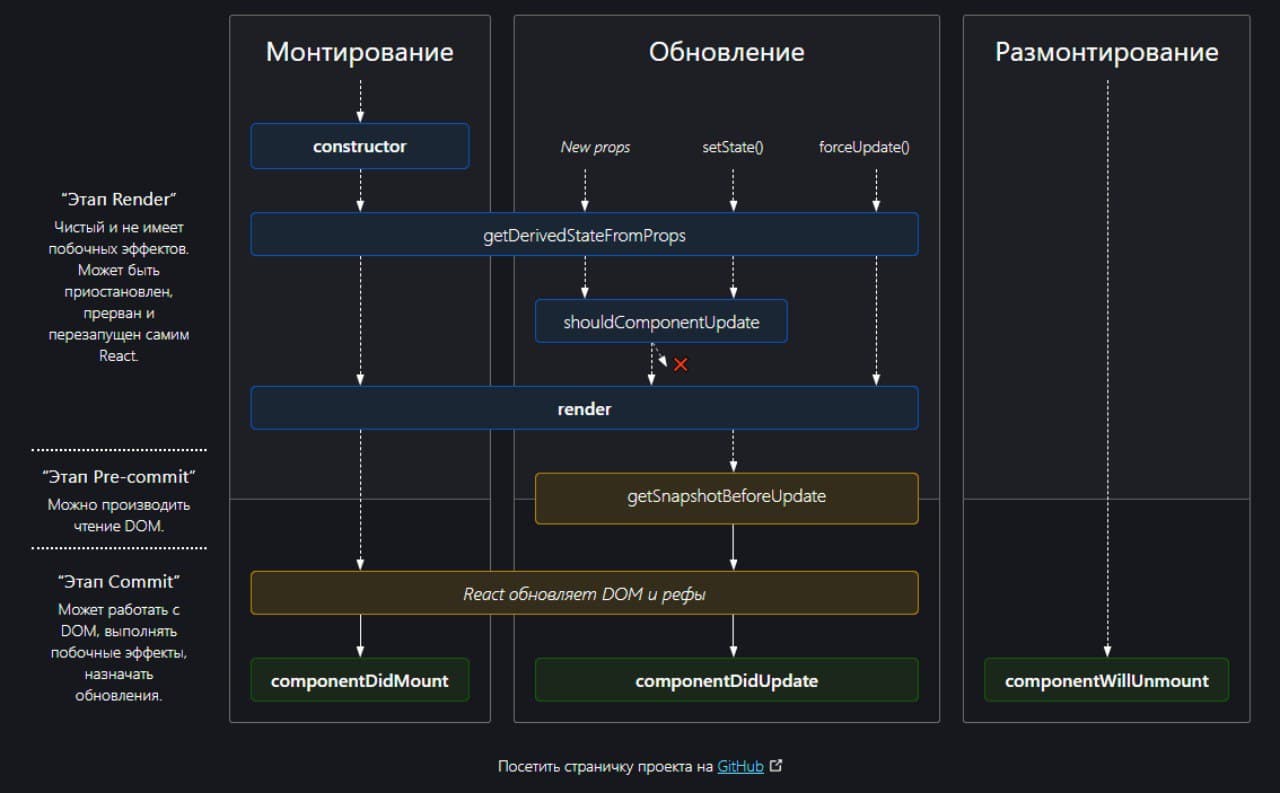 Монтирование
Обновление
Размонтирование
constructor
New props
setState()
forceUpdate()
“Этап Render”
Чистый и не имеет
побочных эффектов.
Может быть
приостановлен,
прерван и
перезапущен самим
React.
getDerivedStateFromProps
shouldComponentUpdate
render
“Этап Pre-commit”
Можно производить
чтение DOM.
getSnapshotBeforeUpdate
“Этап Commit”
Может работать с
DOM, выполнять
побочные эффекты,
назначать
обновления.
React обновляет DOM и рефы
componentDidMount
componentDidUpdate
componentWillUnmount
Посетить страничку проекта на GitHub